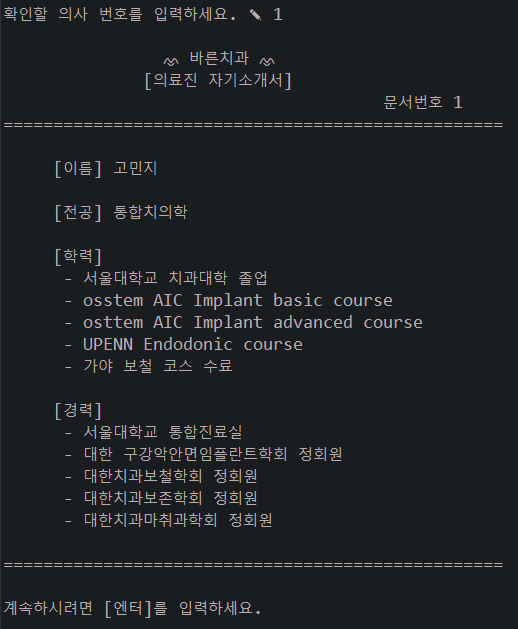 확인할 의사 번호를 입력하세요. ✎ 1
바른치과
[의료진 자기소개서]
문서번호 1
==================================================
[이름] 고민지
[전공] 통합치의학
[학력]
- 서울대학교 치과대학 졸업
- osstem AIC Implant basic course
- osttem AIC Implant advanced course
- UPENN Endodonic course
- 가야 보철 코스 수료
[경력]
- 서울대학교 통합진료실
- 대한 구강악안면임플란트학회 정회원
- 대한치과보철학회 정회원
- 대한치과보존학회 정회원
- 대한치과마취과학회 정회원
==================================================
계속하시려면 [엔터]를 입력하세요.